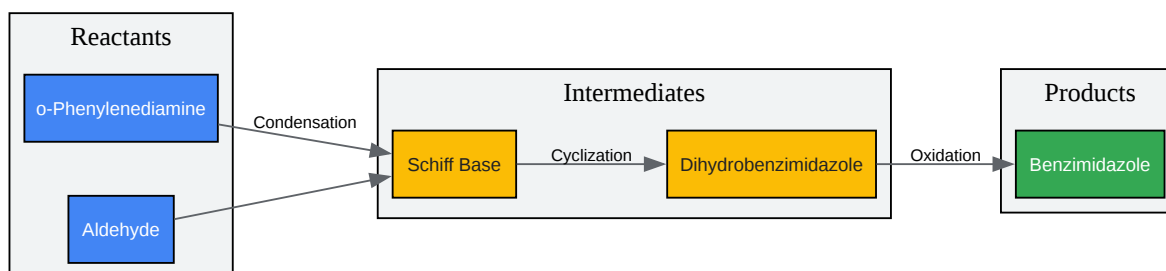 Reactants
o-Phenylenediamine
Aldehyde
Condensation
Intermediates
Schiff Base
Cyclization
Dihydrobenzimidazole
Oxidation
Products
Benzimidazole